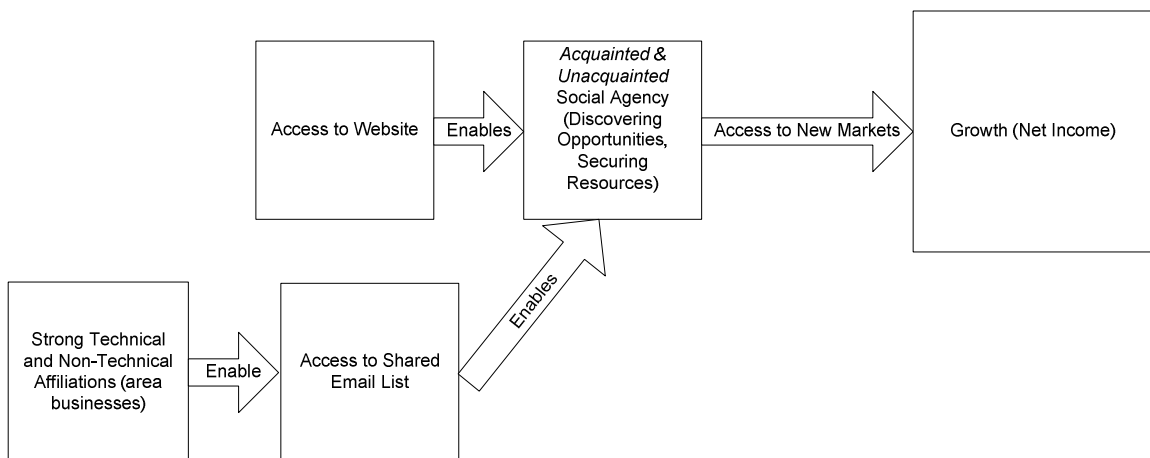 Access to Website
Enables
Acquainted &
Unacquainted
Social Agency
(Discovering
Opportunities,
Securing
Resources)
Access to New Markets
Growth (Net Income)
Strong Technical
and Non-Technical
Affiliations (area
businesses)
Enable
Access to Shared
Email List
Enables